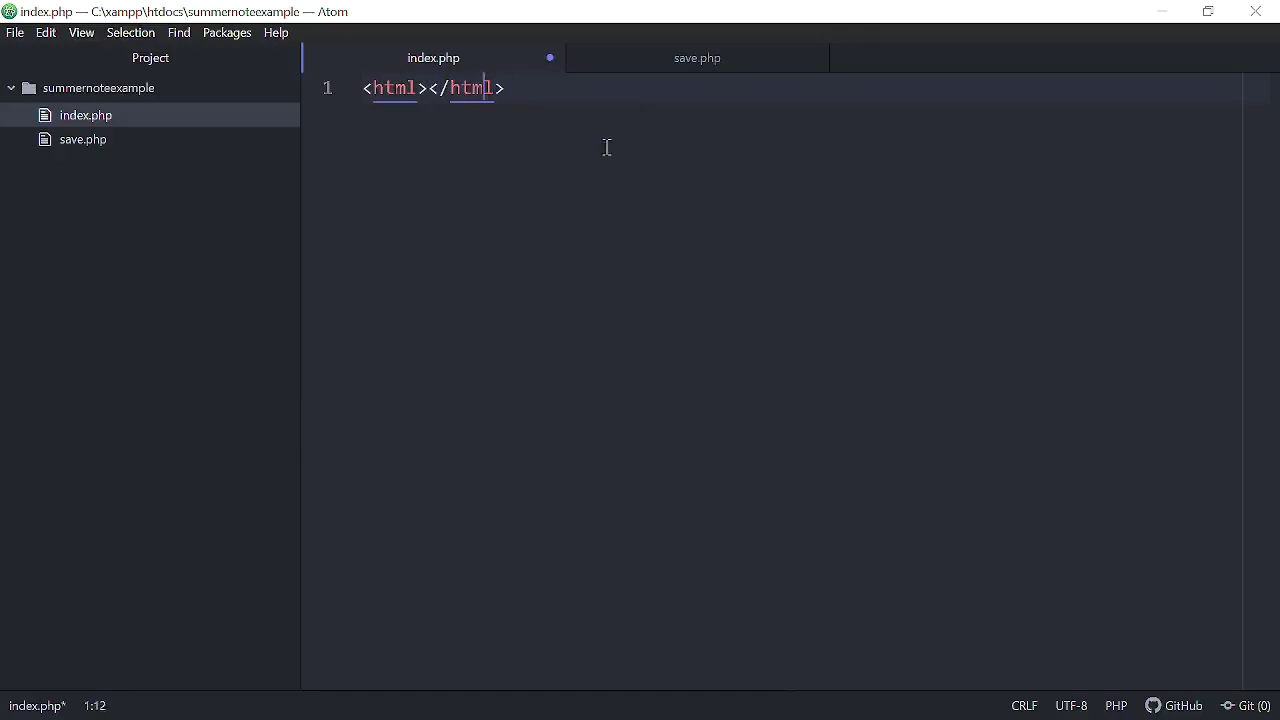 index.php — C:\xampp\htdocs\summernoteexample — Atom
File Edit View Selection Find Packages Help
Project
index.php
save.php
summernoteexample
1 <html></html>
index.php
save.php
index.php* 1:12
CRLF UTF-8 PHP GitHub Git (0)